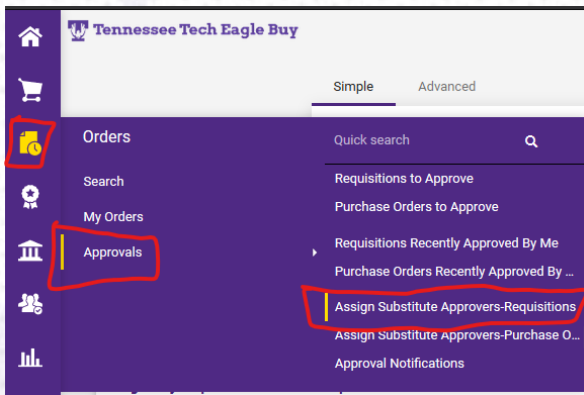 Tennessee Tech Eagle Buy
Simple Advanced
Orders
Quick search
Search
My Orders
Approvals
Requisitions to Approve
Purchase Orders to Approve
Requisitions Recently Approved By Me
Purchase Orders Recently Approved By ...
Assign Substitute Approvers-Requisitions
Assign Substitute Approvers-Purchase O...
Approval Notifications